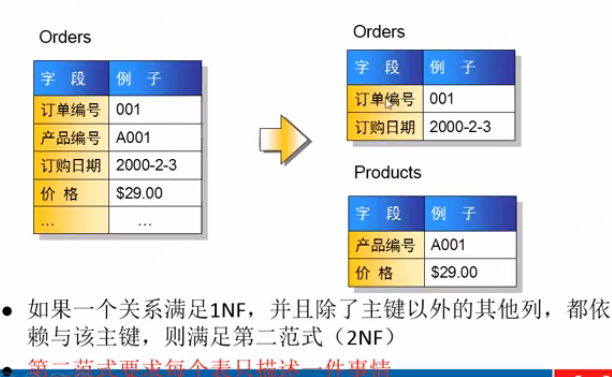 Orders
字 段 例 子
订单编号 001
产品编号 A001
订购日期 2000-2-3
价 格 $29.00
... ...
Orders
字 段 例 子
订单编号 001
订购日期 2000-2-3
Products
字 段 例 子
产品编号 A001
价 格 $29.00
● 如果一个关系满足1NF，并且除了主键以外的其他列，都依
赖与该主键，则满足第二范式（2NF）
● 第二范式要求每个表只描述一件事情